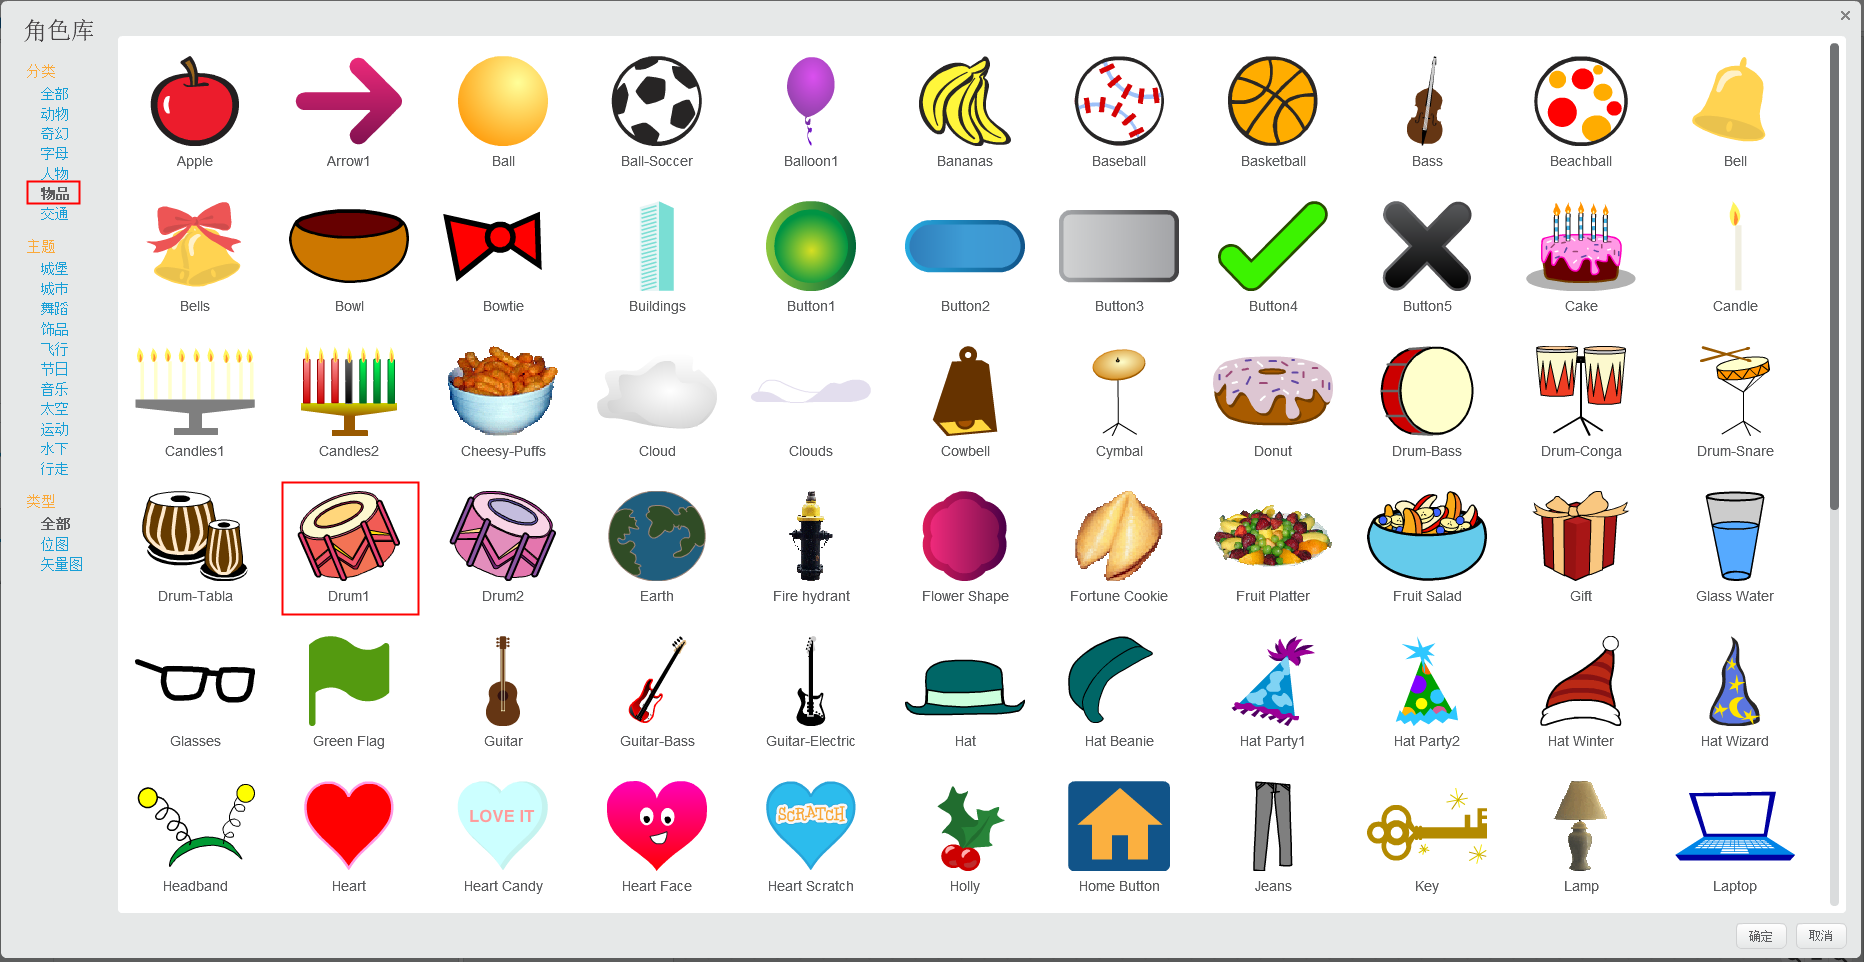 角色库
分类
全部
动物
奇幻
字母
人物
物品
交通
主题
城堡
城市
舞蹈
饰品
飞行
节日
音乐
太空
运动
水下
行走
类型
全部
位图
矢量图
Apple Arrow1 Ball Ball-Soccer Balloon1 Bananas Baseball Basketball Bass Beachball Bell
Bells Bowl Bowtie Buildings Button1 Button2 Button3 Button4 Button5 Cake Candle
Candles1 Candles2 Cheesy-Puffs Cloud Clouds Cowbell Cymbal Donut Drum-Bass Drum-Conga Drum-Snare
Drum-Tabla Drum1 Drum2 Earth Fire hydrant Flower Shape Fortune Cookie Fruit Platter Fruit Salad Gift Glass Water
Glasses Green Flag Guitar Guitar-Bass Guitar-Electric Hat Hat Beanie Hat Party1 Hat Party2 Hat Winter Hat Wizard
LOVE IT SCRATCH
Headband Heart Heart Candy Heart Face Heart Scratch Holly Home Button Jeans Key Lamp Laptop
确定 取消